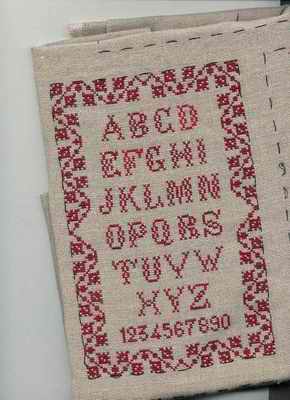 ABCD
EFGHI
JKLMN
OPQRS
TUVW
XYZ
1234567890